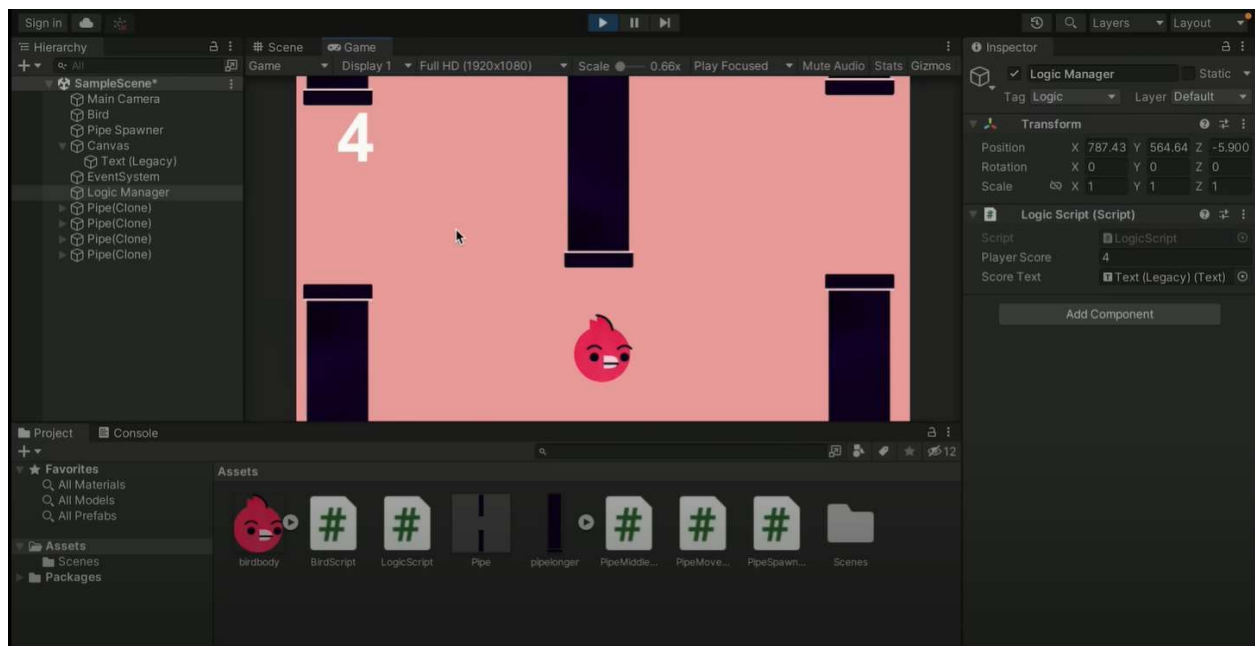 Sign in
Layers
Layout
Hierarchy
All
SampleScene*
Main Camera
Bird
Pipe Spawner
Canvas
Text (Legacy)
EventSystem
Logic Manager
Pipe(Clone)
Pipe(Clone)
Pipe(Clone)
Pipe(Clone)
Scene Game
Game Display 1 Full HD (1920x1080) Scale 0.66x Play Focused Mute Audio Stats Gizmos
4
Inspector
Logic Manager Static
Tag Logic Layer Default
Transform
Position X 787.43 Y 564.64 Z -5.900
Rotation X 0 Y 0 Z 0
Scale X 1 Y 1 Z 1
# Logic Script (Script)
Script # LogicScript
Player Score 4
Score Text Text (Legacy) (Text)
Add Component
Project Console
12
Favorites
All Materials
All Models
All Prefabs
Assets
Scenes
Packages
Assets
# # # # #
birdbody BirdScript LogicScript Pipe pipelonger PipeMiddle... PipeMove... PipeSpawn... Scenes